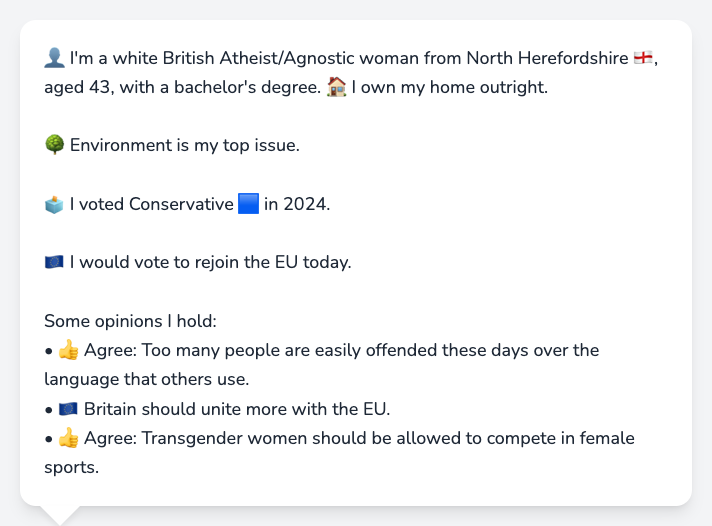 👤 I'm a white British Atheist/Agnostic woman from North Herefordshire 🏴󠁧󠁢󠁥󠁮󠁧󠁿,
aged 43, with a bachelor's degree. 🏠 I own my home outright.
🌳 Environment is my top issue.
🗳️ I voted Conservative 🟦 in 2024.
🇪🇺 I would vote to rejoin the EU today.
Some opinions I hold:
• 👍 Agree: Too many people are easily offended these days over the
language that others use.
• 🇪🇺 Britain should unite more with the EU.
• 👍 Agree: Transgender women should be allowed to compete in female
sports.